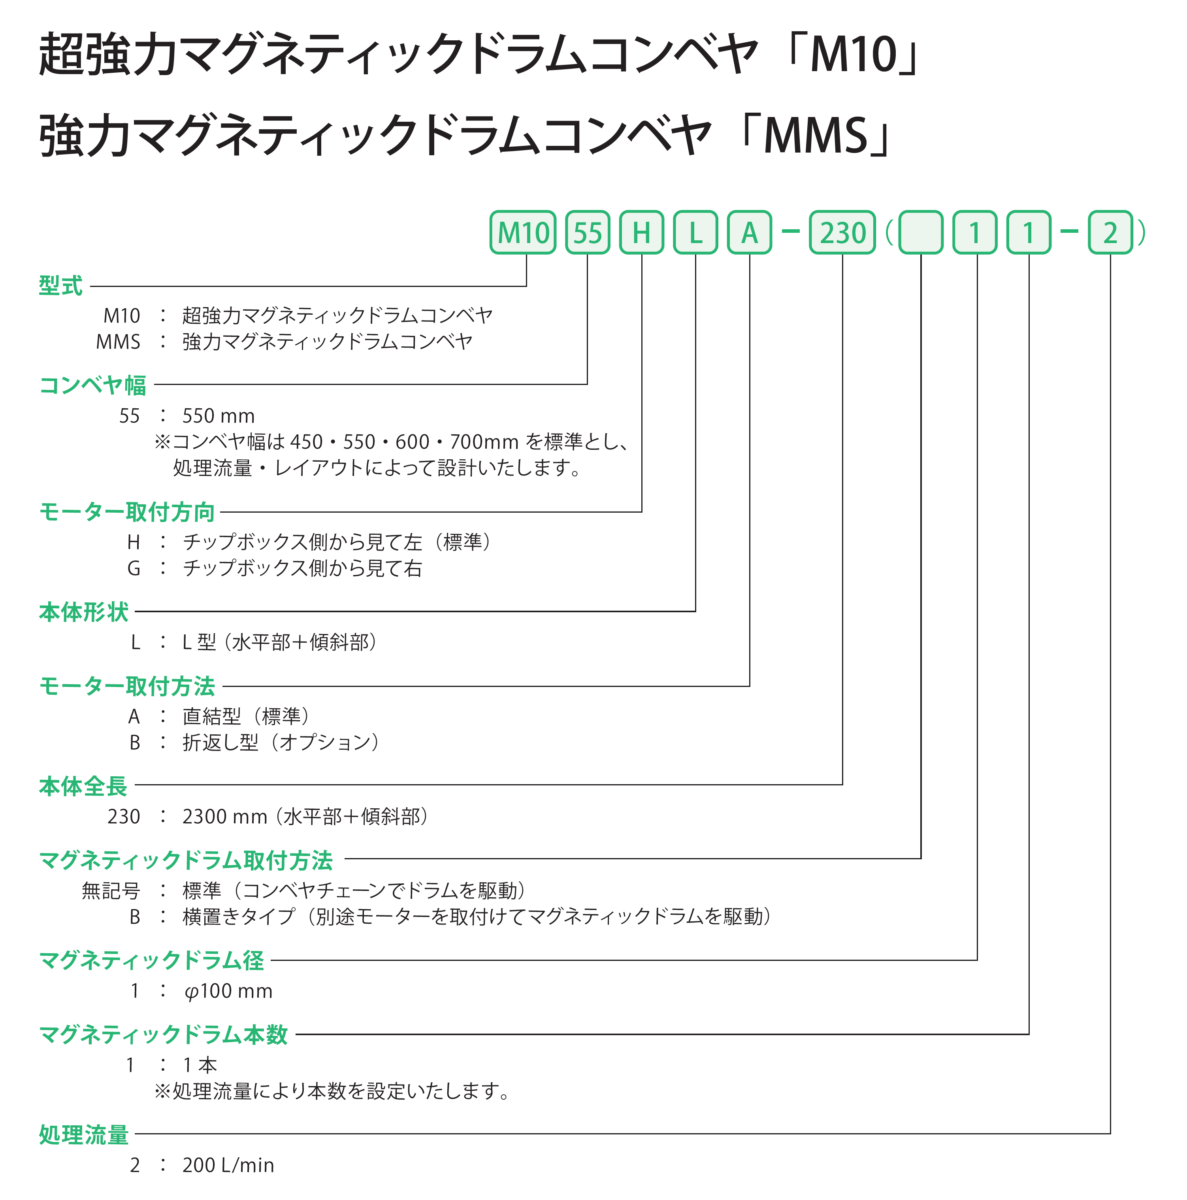 超強力マグネティックドラムコンベヤ「M10」
強力マグネティックドラムコンベヤ「MMS」
M10 55 H L A － 230 ( 1 1 － 2 )
型式
M10 ： 超強力マグネティックドラムコンベヤ
MMS ： 強力マグネティックドラムコンベヤ
コンベヤ幅
55 ： 550 mm
※コンベヤ幅は 450・550・600・700mm を標準とし、
処理流量・レイアウトによって設計いたします。
モーター取付方向
H ： チップボックス側から見て左（標準）
G ： チップボックス側から見て右
本体形状
L ： L 型（水平部＋傾斜部）
モーター取付方法
A ： 直結型（標準）
B ： 折返し型（オプション）
本体全長
230 ： 2300 mm（水平部＋傾斜部）
マグネティックドラム取付方法
無記号 ： 標準（コンベヤチェーンでドラムを駆動）
B ： 横置きタイプ（別途モーターを取付けてマグネティックドラムを駆動）
マグネティックドラム径
1 ： φ100 mm
マグネティックドラム本数
1 ： 1 本
※処理流量により本数を設定いたします。
処理流量
2 ： 200 L/min